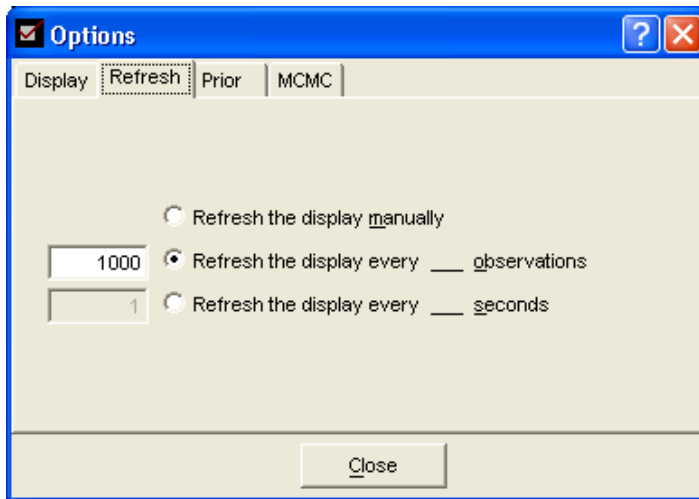 Options
Display Refresh Prior MCMC
Refresh the display manually
1000 Refresh the display every ___ observations
1 Refresh the display every ___ seconds
Close